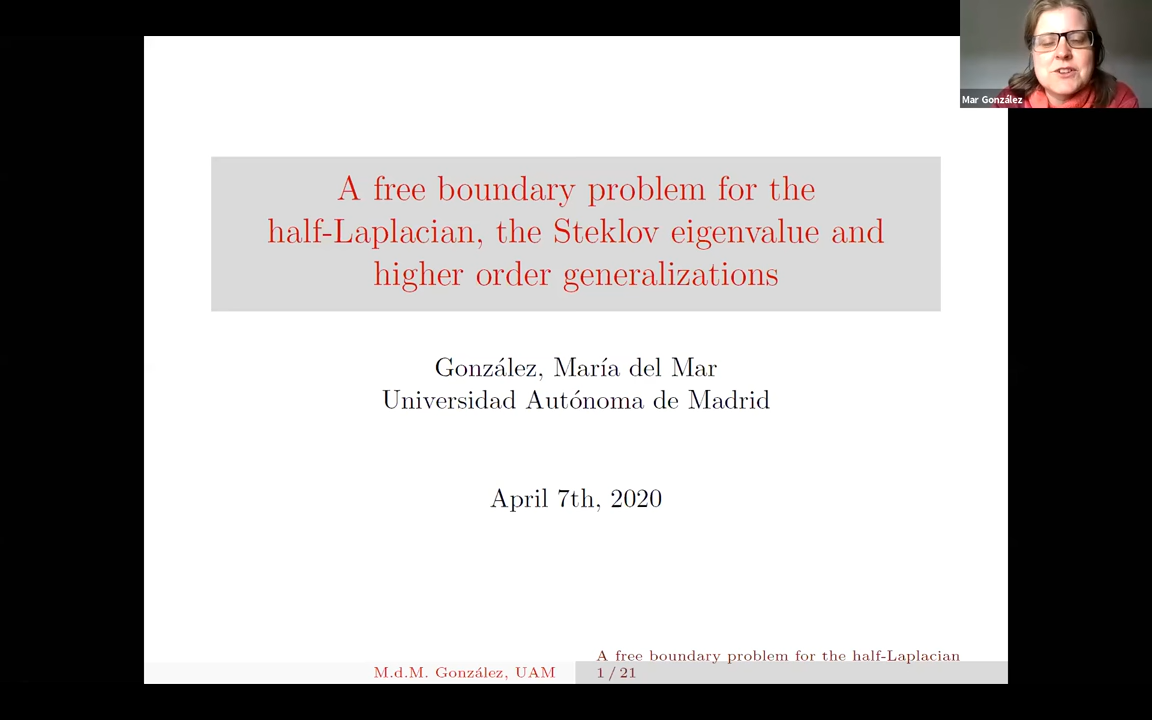 Mar González
A free boundary problem for the
half-Laplacian, the Steklov eigenvalue and
higher order generalizations
González, María del Mar
Universidad Autónoma de Madrid
April 7th, 2020
A free boundary problem for the half-Laplacian
M.d.M. González, UAM
1 / 21